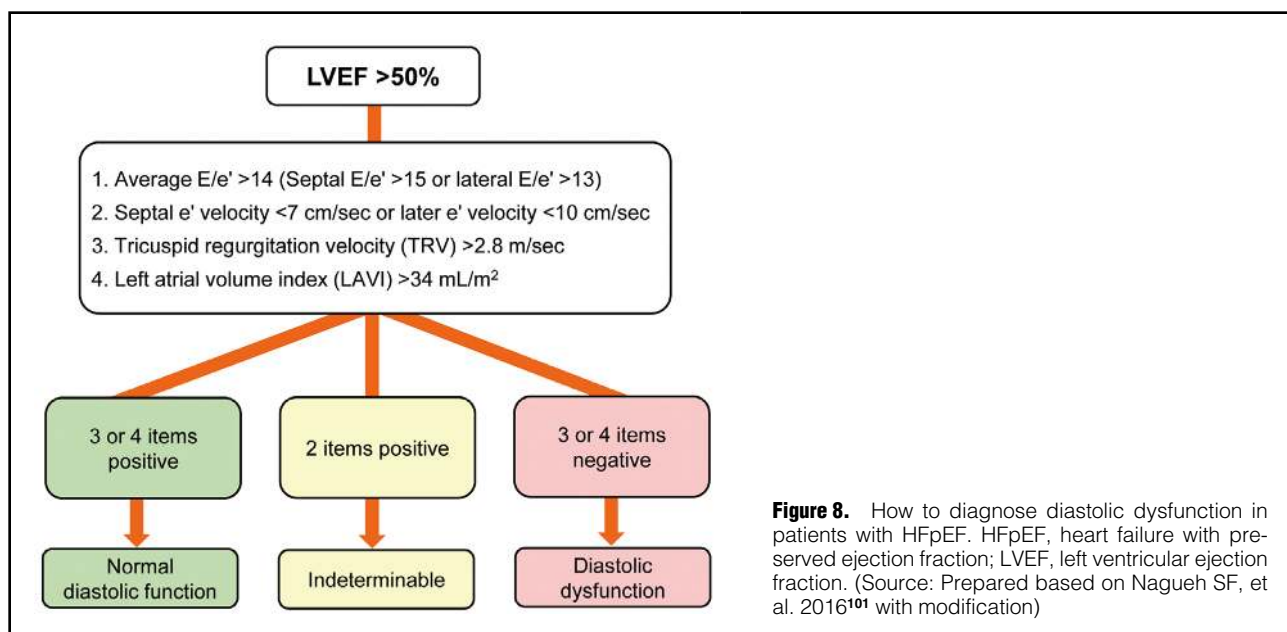 LVEF >50%
1. Average E/e' >14 (Septal E/e' >15 or lateral E/e' >13)
2. Septal e' velocity <7 cm/sec or later e' velocity <10 cm/sec
3. Tricuspid regurgitation velocity (TRV) >2.8 m/sec
4. Left atrial volume index (LAVI) >34 mL/m²
3 or 4 items
positive
2 items positive
3 or 4 items
negative
Normal
diastolic function
Indeterminable
Diastolic
dysfunction
Figure 8. How to diagnose diastolic dysfunction in
patients with HFpEF. HFpEF, heart failure with pre-
served ejection fraction; LVEF, left ventricular ejection
fraction. (Source: Prepared based on Nagueh SF, et
al. 2016¹⁰¹ with modification)